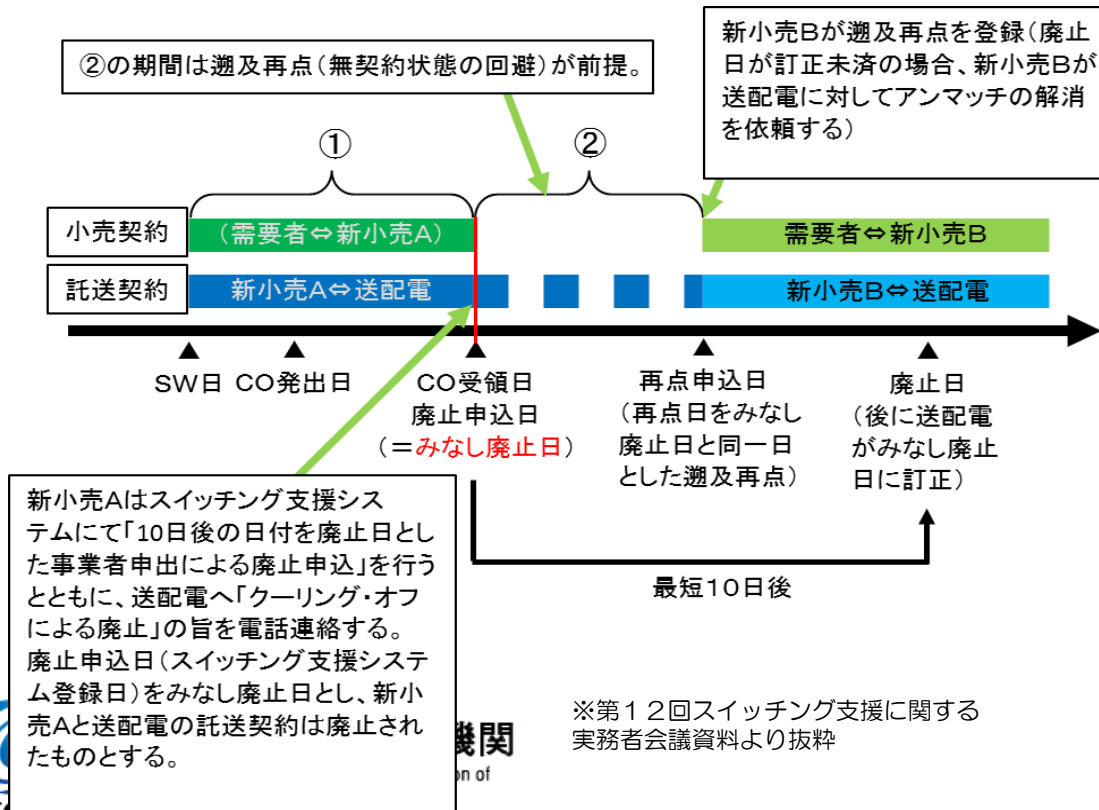 ②の期間は遡及再点(無契約状態の回避)が前提。
新小売Bが遡及再点を登録(廃止
日が訂正未済の場合、新小売Bが
送配電に対してアンマッチの解消
を依頼する)
①
②
小売契約
(需要者⇔新小売A)
需要者⇔新小売B
託送契約
新小売A⇔送配電
新小売B⇔送配電
▲
▲
▲
▲
▲
SW日
CO発出日
CO受領日
廃止申込日
(=みなし廃止日)
再点申込日
(再点日をみなし
廃止日と同一日
とした遡及再点)
廃止日
(後に送配電
がみなし廃止
日に訂正)
最短10日後
新小売Aはスイッチング支援シス
テムにて「10日後の日付を廃止日とし
た事業者申出による廃止申込」を行う
とともに、送配電へ「クーリング・オフ
による廃止」の旨を電話連絡する。
廃止申込日(スイッチング支援システ
ム登録日)をみなし廃止日とし、新小
売Aと送配電の託送契約は廃止され
たものとする。
機関
on of
※第12回スイッチング支援に関する
実務者会議資料より抜粋